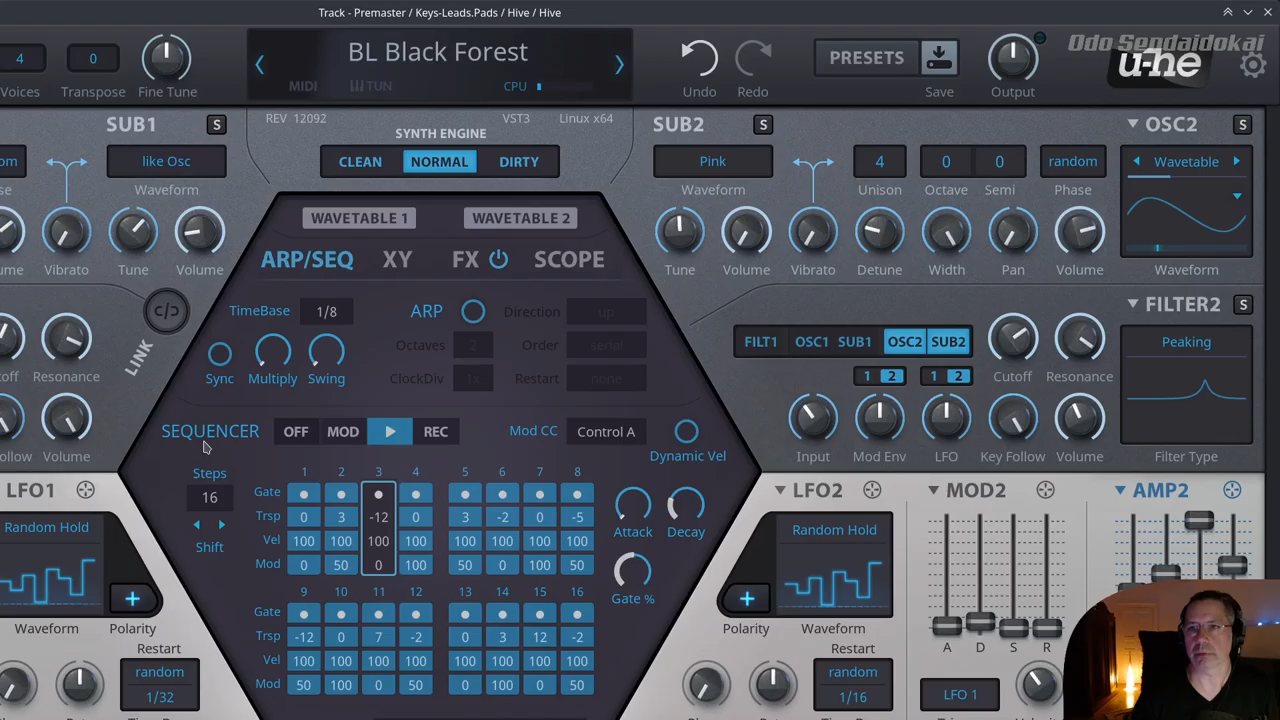 Track - Premaster / Keys-Leads.Pads / Hive / Hive
4
0
Voices
Transpose
Fine Tune
BL Black Forest
MIDI
TUN
CPU
Undo
Redo
PRESETS
Save
Output
Odo Sendaidokai
u-he
SUB1 S
like Osc
Waveform
Vibrato
Tune
Volume
REV 12092
VST3
Linux x64
SYNTH ENGINE
CLEAN NORMAL DIRTY
SUB2 S
Pink
Waveform
4
Unison
0 0
Octave Semi
random
Phase
OSC2 S
Wavetable
Waveform
Tune
Volume
Vibrato
Detune
Width
Pan
Volume
WAVETABLE 1
WAVETABLE 2
ARP/SEQ XY FX SCOPE
TimeBase 1/8
Sync
Multiply
Swing
ARP
Direction up
Octaves 2
Order serial
ClockDiv 1x
Restart none
LINK
Resonance
Volume
FILTER2 S
FILT1 OSC1 SUB1 OSC2 SUB2
1 2 1 2
Cutoff
Resonance
Peaking
Filter Type
Input
Mod Env
LFO
Key Follow
Volume
SEQUENCER
OFF MOD REC
Mod CC Control A
Dynamic Vel
Steps
16
Shift
1 2 3 4 5 6 7 8
Gate
Trsp 0 3 -12 0 3 -2 0 -5
Vel 100 100 100 100 100 100 100 100
Mod 0 50 0 100 50 0 100 50
9 10 11 12 13 14 15 16
Gate
Trsp -12 0 7 -2 0 3 12 -2
Vel 100 100 100 100 100 100 100 100
Mod 50 100 0 50 0 100 0 50
Attack
Decay
Gate %
LFO1
Random Hold
Waveform
Polarity
Restart
random
1/32
LFO2
Random Hold
Polarity
Waveform
Restart
random
1/16
MOD2
A D S R
LFO 1
AMP2